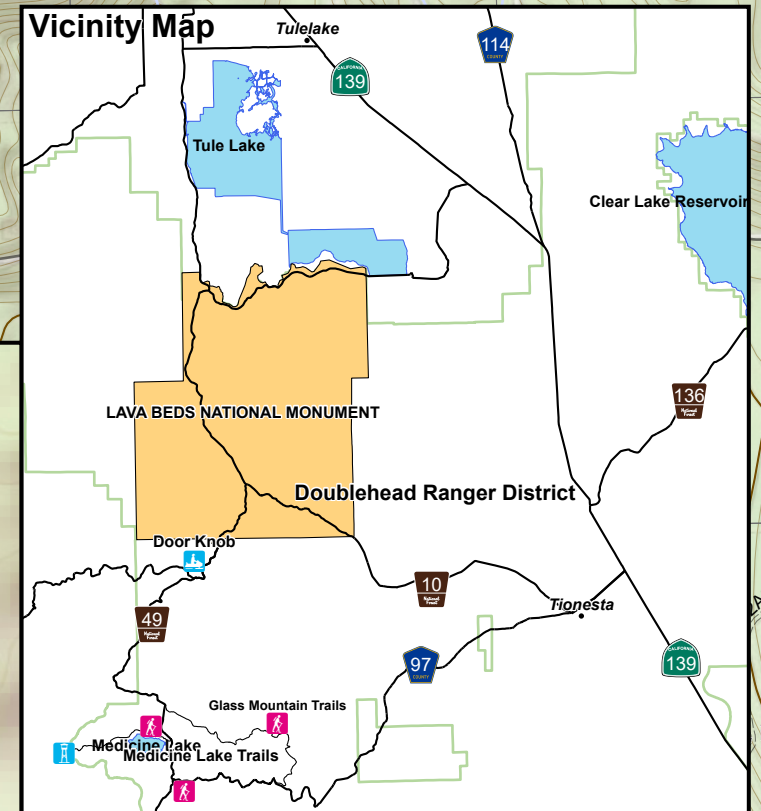 Vicinity Map
Tulelake
114
COUNTY
CALIFORNIA
139
Tule Lake
Clear Lake Reservoir
136
National
Forest
LAVA BEDS NATIONAL MONUMENT
Doublehead Ranger District
Door Knob
10
National
Forest
49
National
Forest
Tionesta
97
COUNTY
CALIFORNIA
139
Glass Mountain Trails
Medicine Lake
Medicine Lake Trails